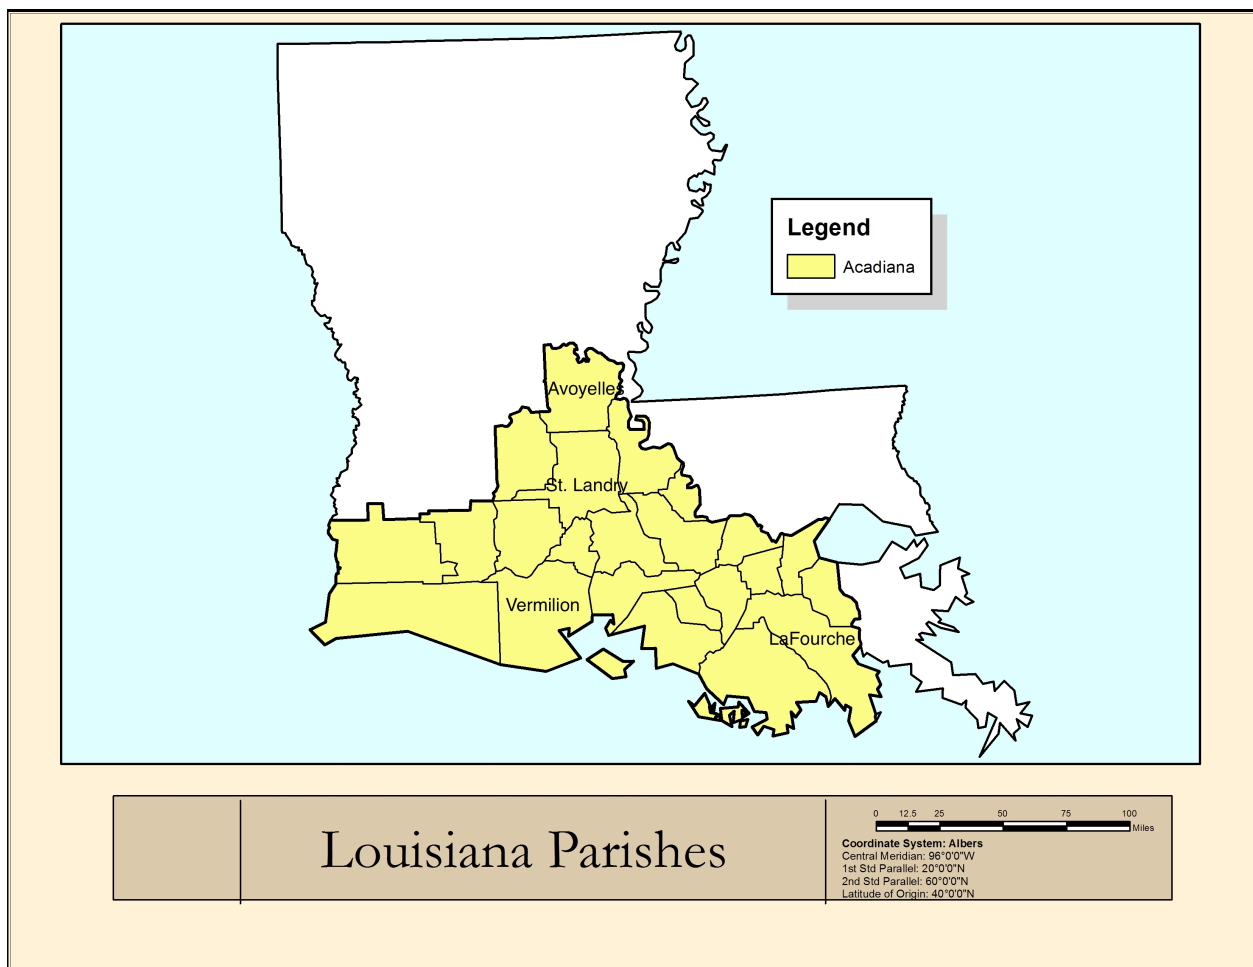 Legend
Acadiana
Avoyelles
St. Landry
Vermilion
LaFourche
Louisiana Parishes
0 12.5 25 50 75 100
Miles
Coordinate System: Albers
Central Meridian: 96°0'0"W
1st Std Parallel: 20°0'0"N
2nd Std Parallel: 60°0'0"N
Latitude of Origin: 40°0'0"N